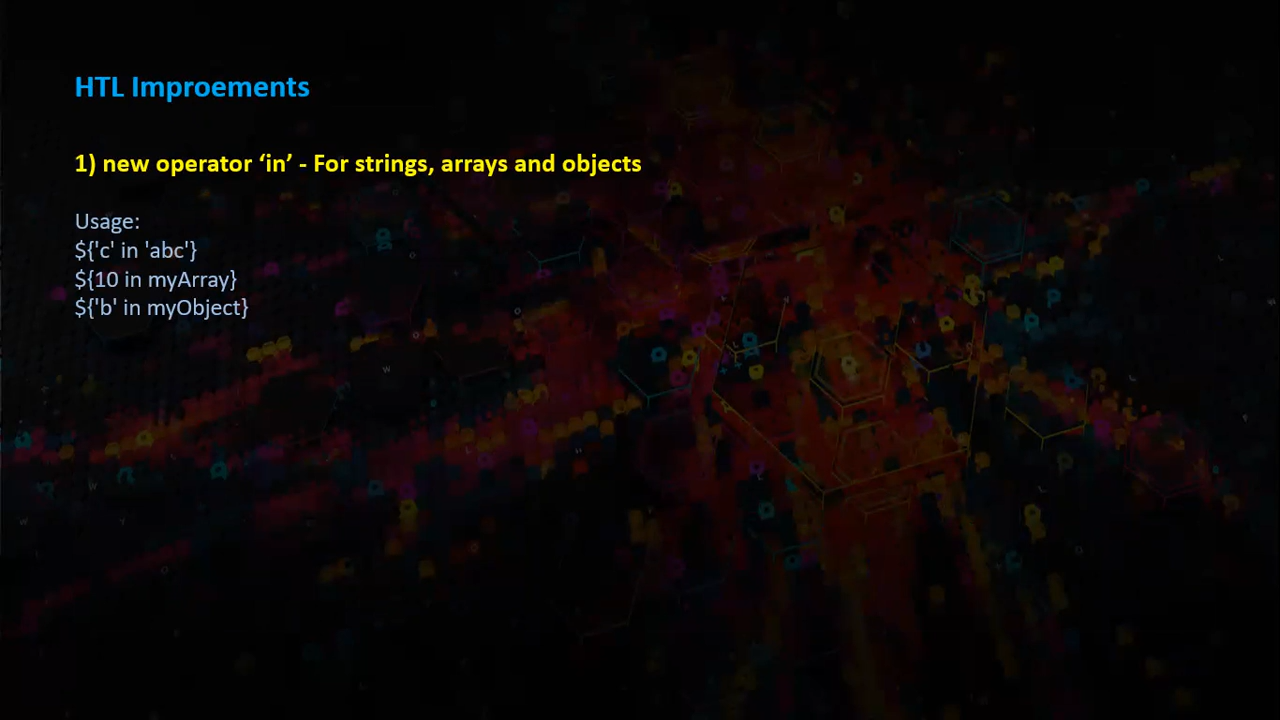 HTL Improements
1) new operator ‘in’ - For strings, arrays and objects
Usage:
${'c' in 'abc'}
${10 in myArray}
${'b' in myObject}